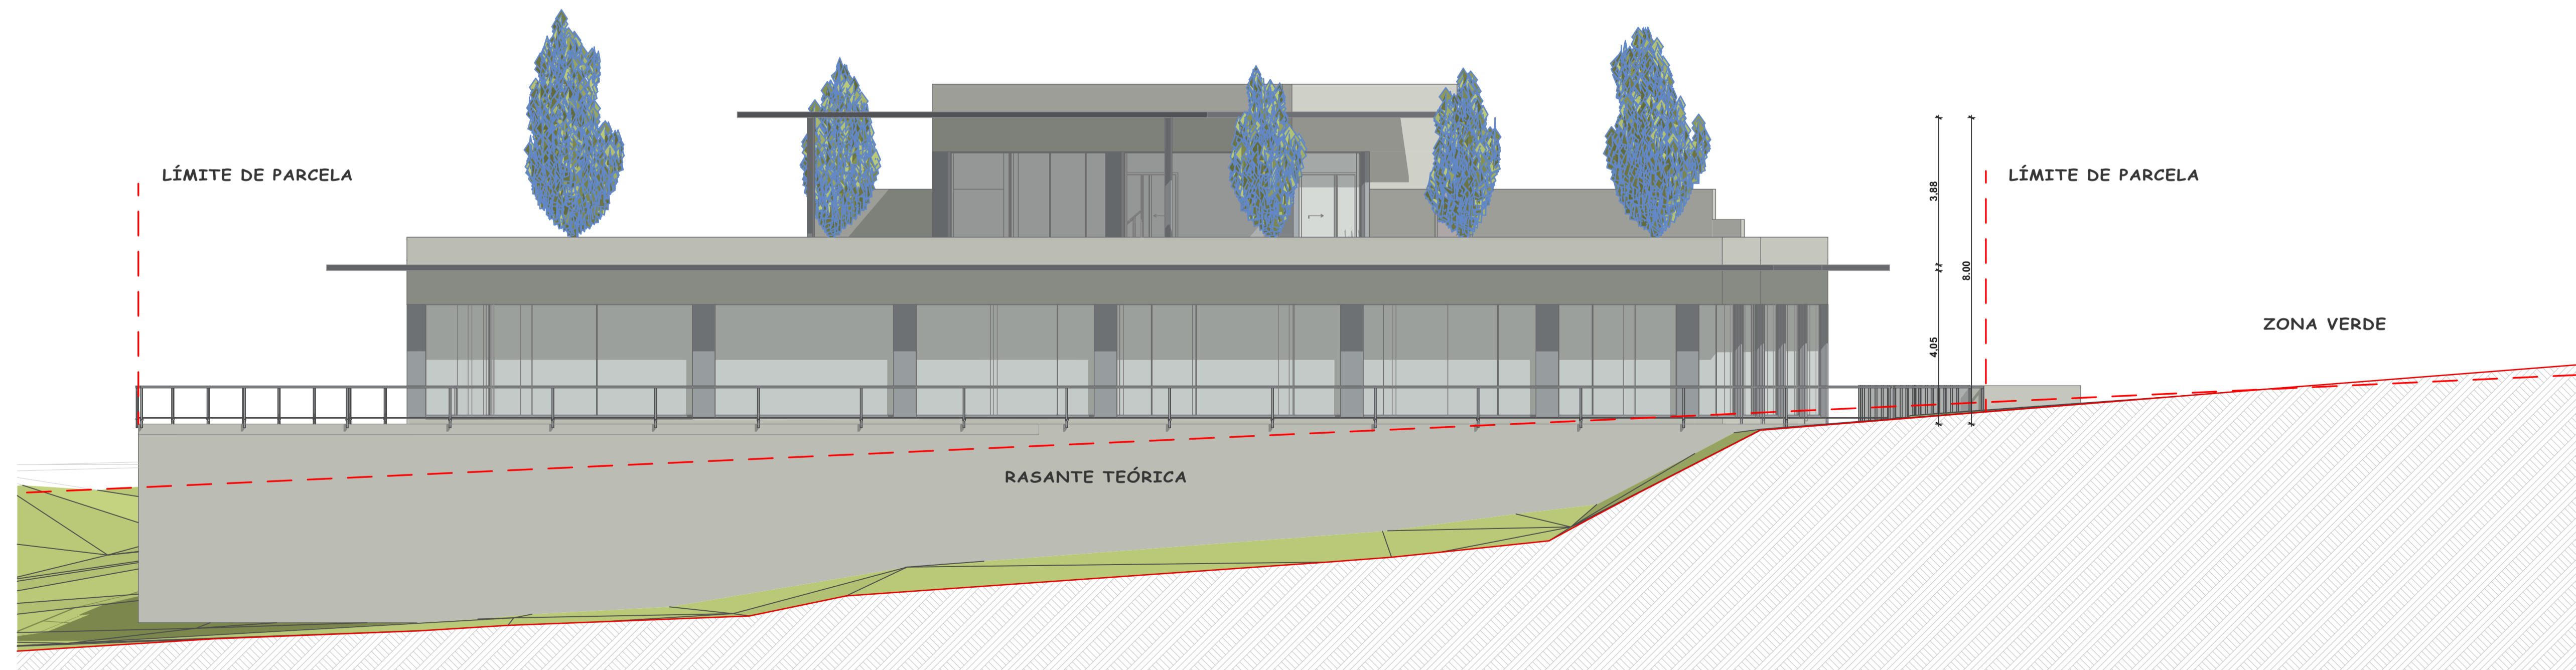 LÍMITE DE PARCELA
LÍMITE DE PARCELA
3,88
8.00
ZONA VERDE
4.05
RASANTE TEÓRICA